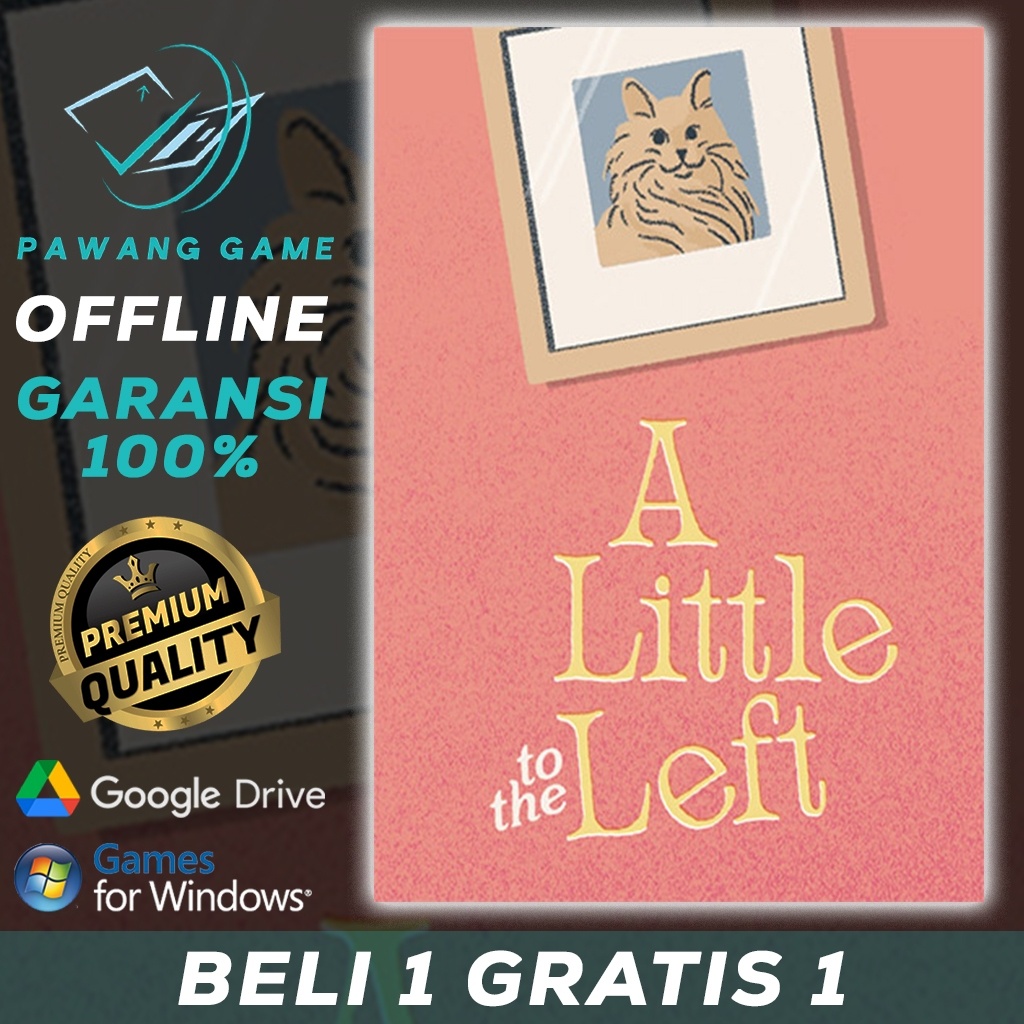 PAWANG GAME
OFFLINE
GARANSI
100%
PREMIUM QUALITY
PREMIUM
QUALITY
Google Drive
Games
for Windows®
A
Little
to
the
Left
BELI 1 GRATIS 1